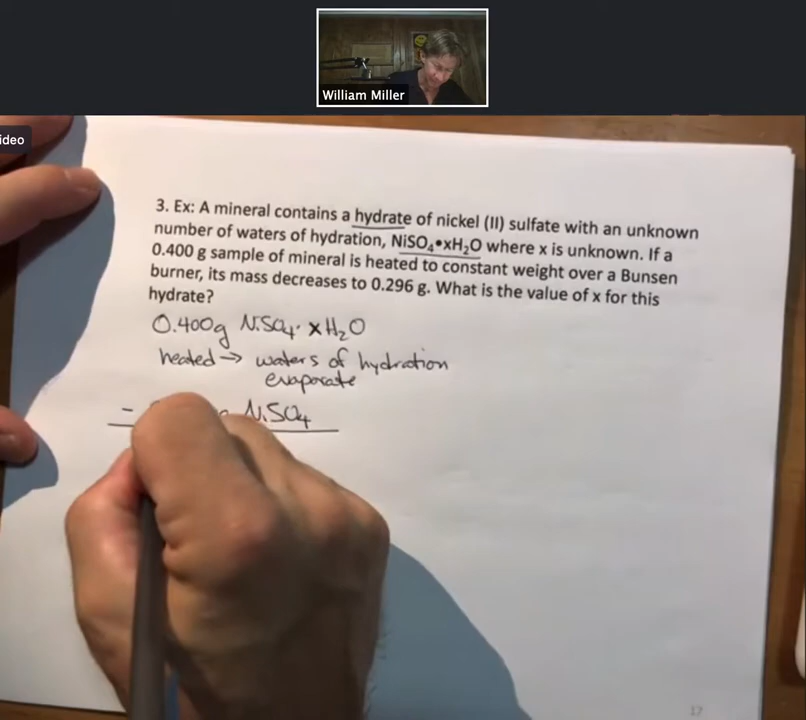 William Miller
ideo
3. Ex: A mineral contains a hydrate of nickel (II) sulfate with an unknown
number of waters of hydration, NiSO₄•xH₂O where x is unknown. If a
0.400 g sample of mineral is heated to constant weight over a Bunsen
burner, its mass decreases to 0.296 g. What is the value of x for this
hydrate?
0.400g NiSO₄· xH₂O
heated → waters of hydration
evaporate
- NiSO₄
17